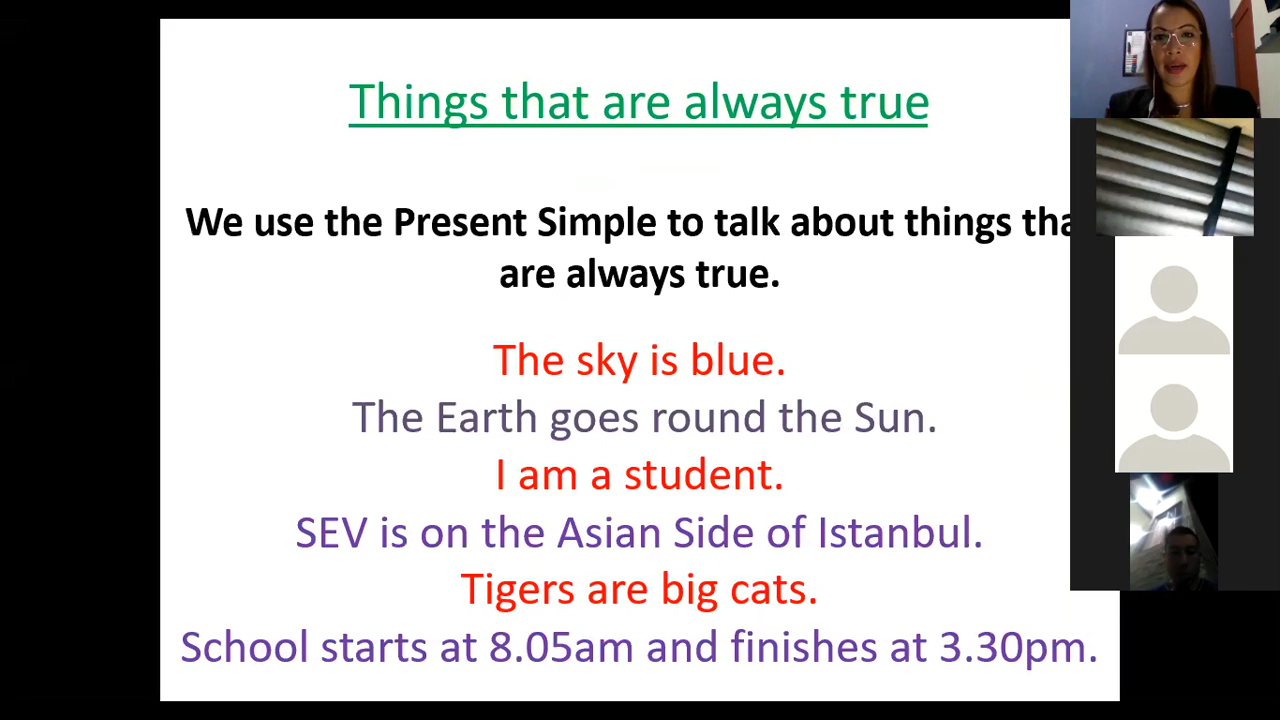 Things that are always true
We use the Present Simple to talk about things tha
are always true.
The sky is blue.
The Earth goes round the Sun.
I am a student.
SEV is on the Asian Side of Istanbul.
Tigers are big cats.
School starts at 8.05am and finishes at 3.30pm.